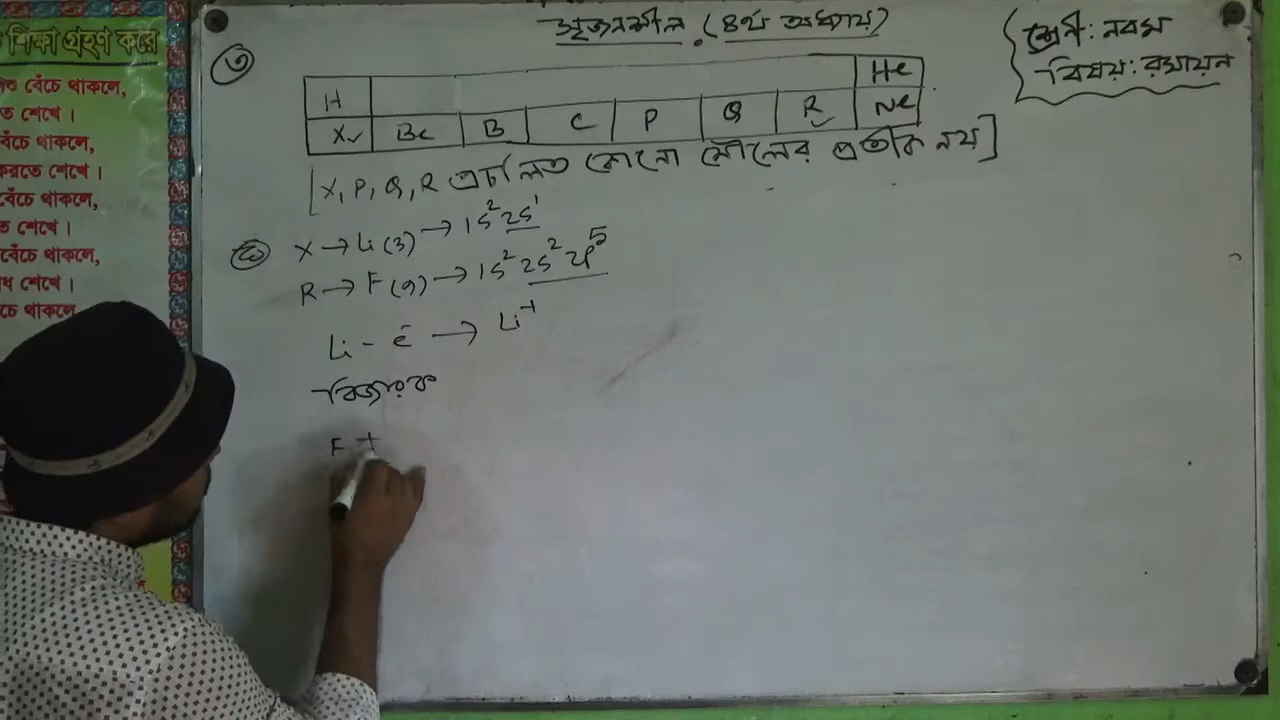 শিক্ষা গ্রহণ করে
বেঁচে থাকলে,
ত শেখে।
বেঁচে থাকলে,
করতে শেখে।
বেঁচে থাকলে,
তে শেখে।
বেঁচে থাকলে,
ধ শেখে।
চে থাকলে
সৃজনশীল (৪র্থ অধ্যায়)
শ্রেণী: নবম
বিষয়: রসায়ন
৩
H He
X Be B C P Q R Ne
[X, P, Q, R প্রচলিত কোনো মৌলের প্রতীক নয়]
X → Li(3) → 1s² 2s¹
R → F(9) → 1s² 2s² 2p⁵
Li - e⁻ → Li⁺
বিজারক
F +